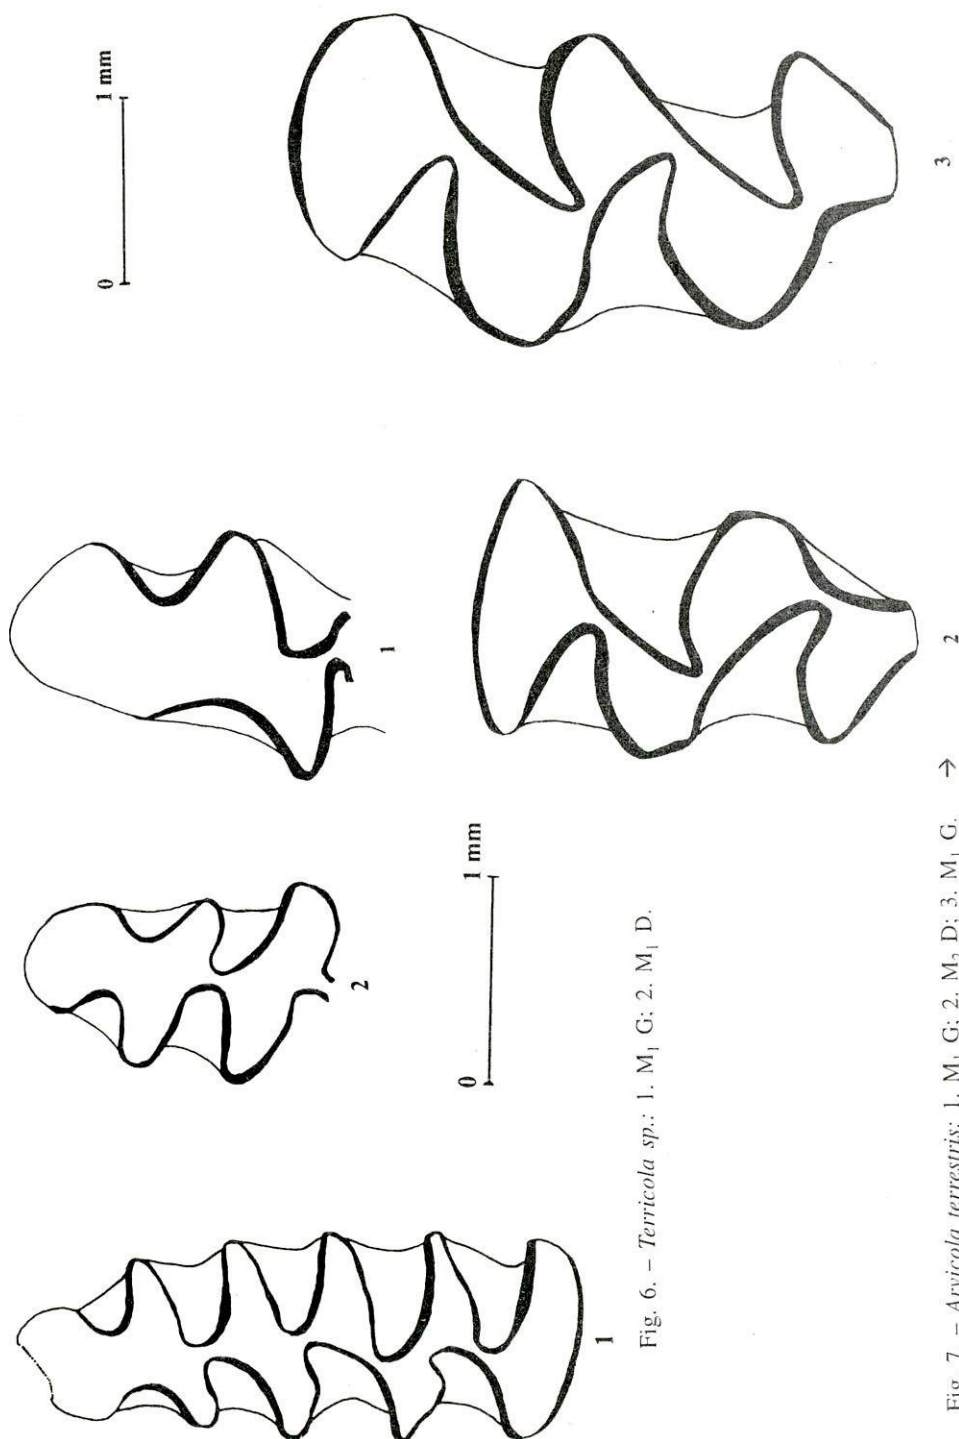 1
2
0 1 mm
Fig. 6. – Terricola sp.: 1. M₁ G; 2. M₁ D.
1
2
3
0 1 mm
Fig. 7. – Arvicola terrestris: 1. M₁ G; 2. M₂ D; 3. M₁ G. →